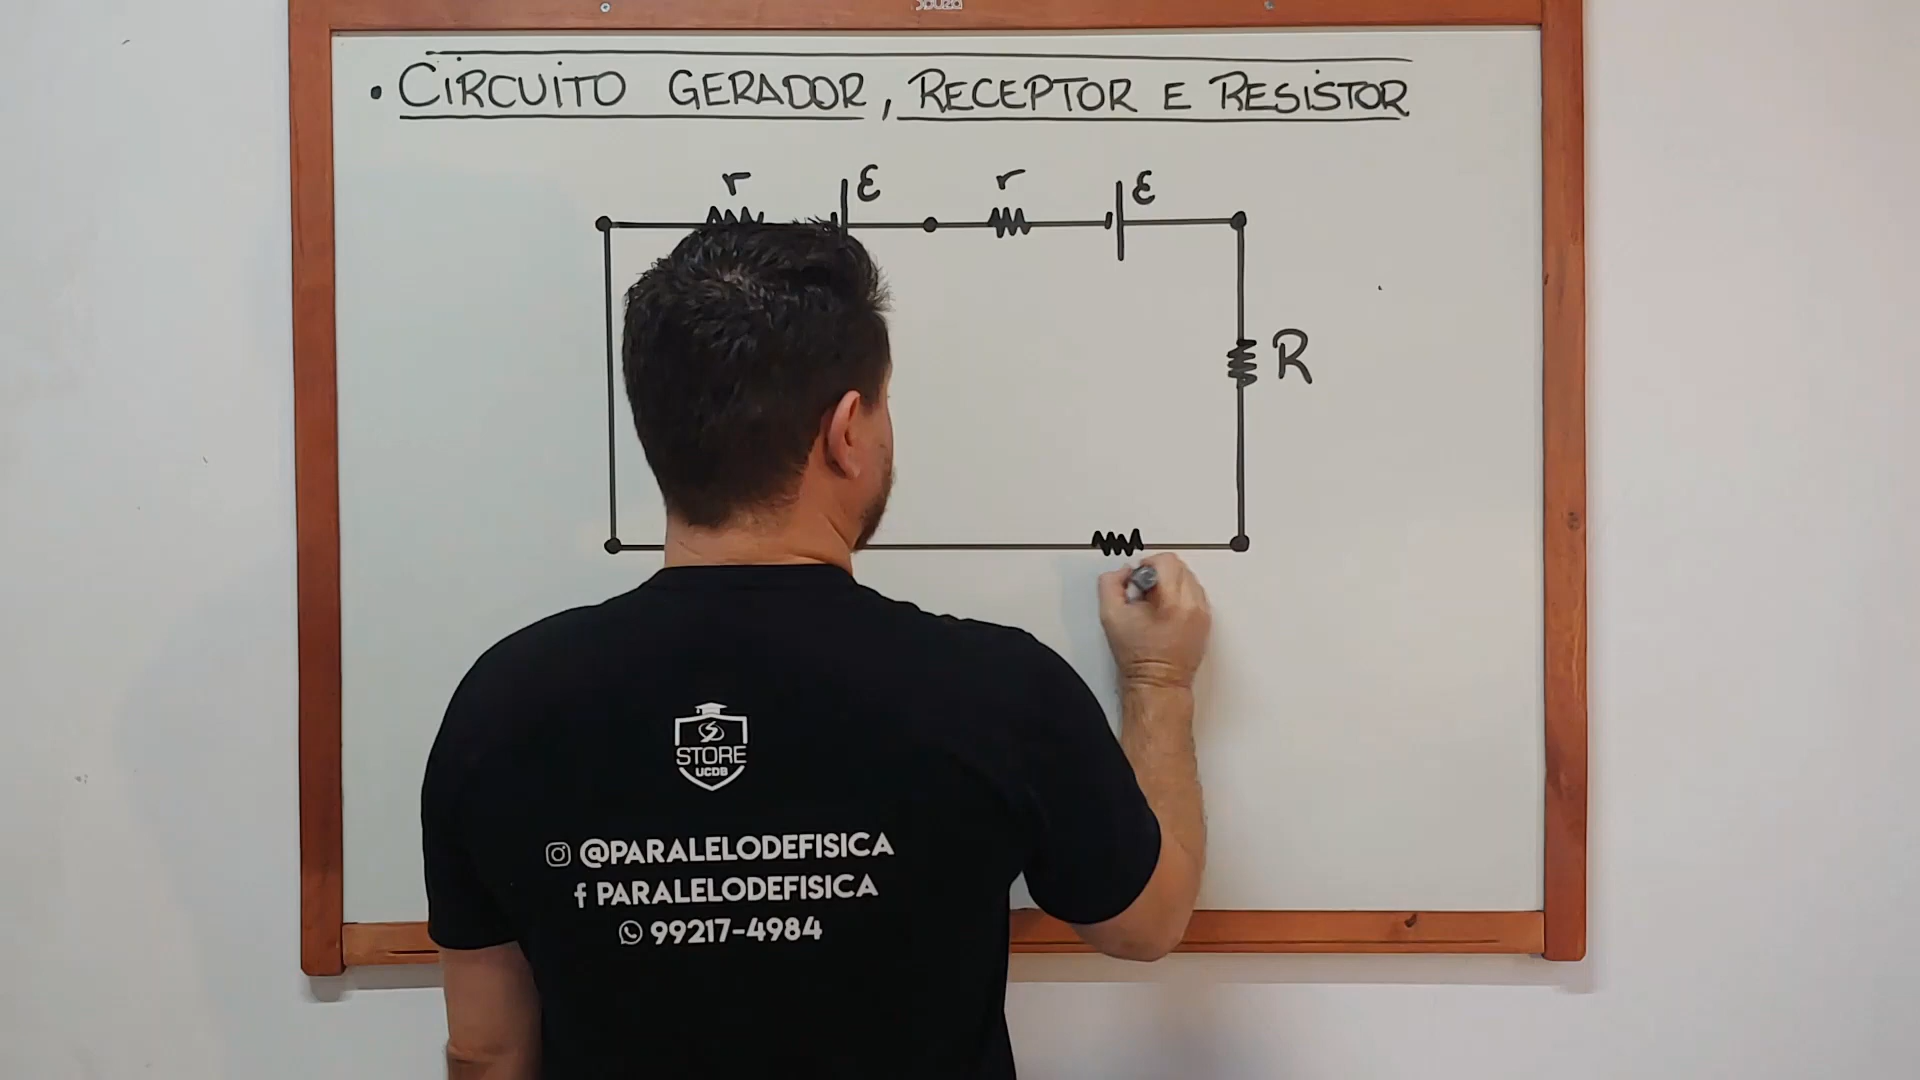 • CIRCUITO GERADOR, RECEPTOR E RESISTOR
r ε r ε
R
STORE
UCDB
@PARALELODEFISICA
f PARALELODEFISICA
99217-4984